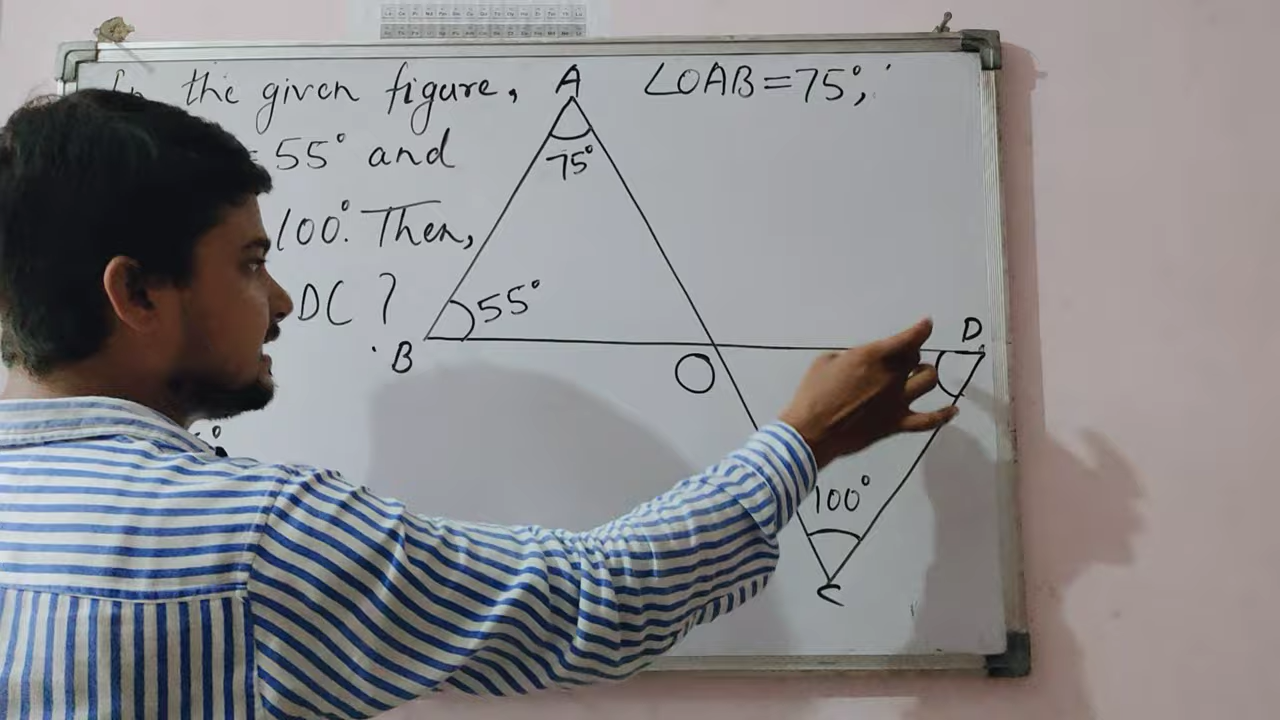 In the given figure, A ∠OAB = 75°;
= 55° and
75°
100°. Then,
DC ?
55°
B
O
D
100°
C